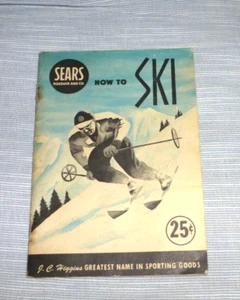 SEARS
ROEBUCK AND CO.
HOW TO
SKI
25¢
J. C. Higgins GREATEST NAME IN SPORTING GOODS